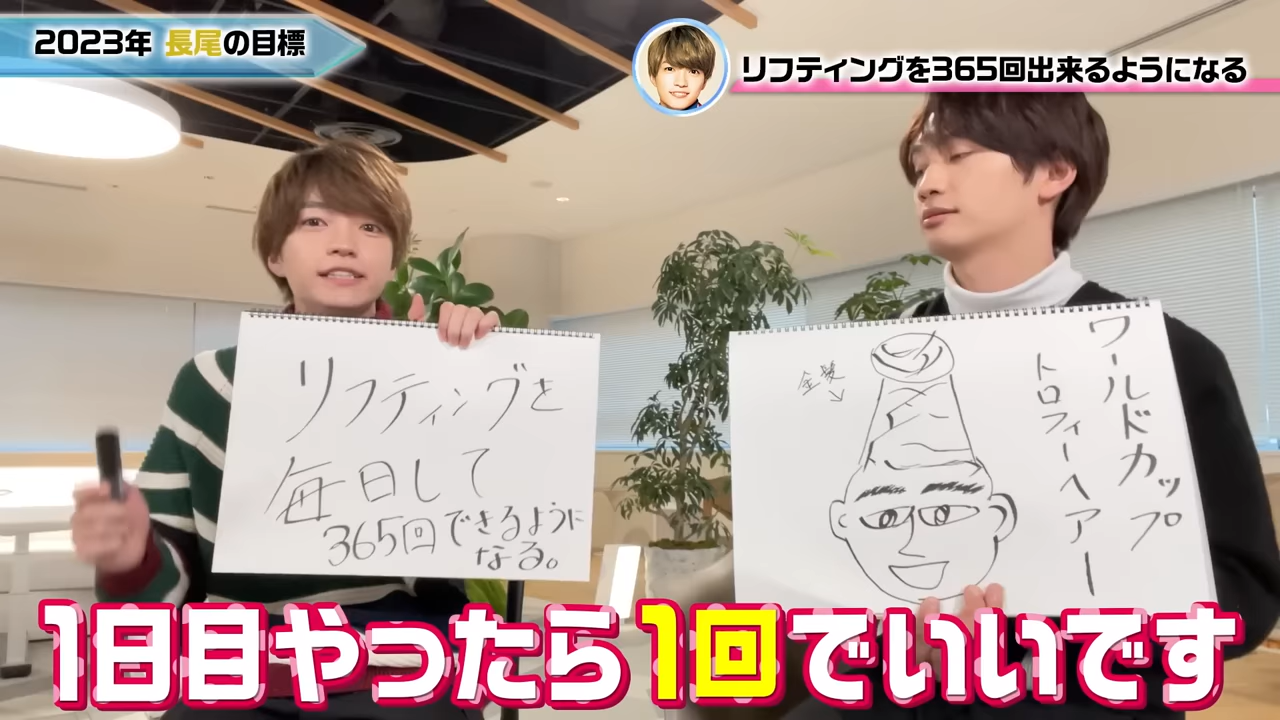 2023年 長尾の目標
リフティングを365回出来るようになる
リフティングを
毎日して
365回できるように
なる。
ワールドカップ
トロフィーヘアー
金髪
1日目やったら1回でいいです